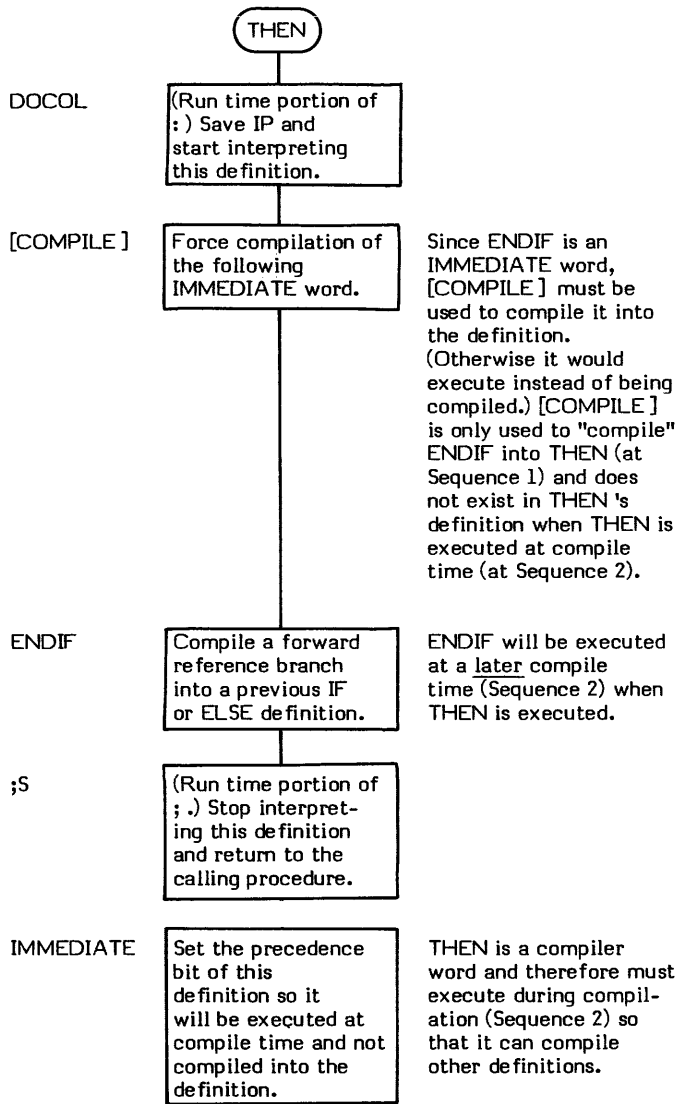 THEN
DOCOL
(Run time portion of
: ) Save IP and
start interpreting
this definition.
[COMPILE ]
Force compilation of
the following
IMMEDIATE word.
Since ENDIF is an
IMMEDIATE word,
[COMPILE ] must be
used to compile it into
the definition.
(Otherwise it would
execute instead of being
compiled.) [COMPILE ]
is only used to "compile"
ENDIF into THEN (at
Sequence 1) and does
not exist in THEN 's
definition when THEN is
executed at compile
time (at Sequence 2).
ENDIF
Compile a forward
reference branch
into a previous IF
or ELSE definition.
ENDIF will be executed
at a later compile
time (Sequence 2) when
THEN is executed.
;S
(Run time portion of
; .) Stop interpret-
ing this definition
and return to the
calling procedure.
IMMEDIATE
Set the precedence
bit of this
definition so it
will be executed at
compile time and not
compiled into the
definition.
THEN is a compiler
word and therefore must
execute during compil-
ation (Sequence 2) so
that it can compile
other definitions.